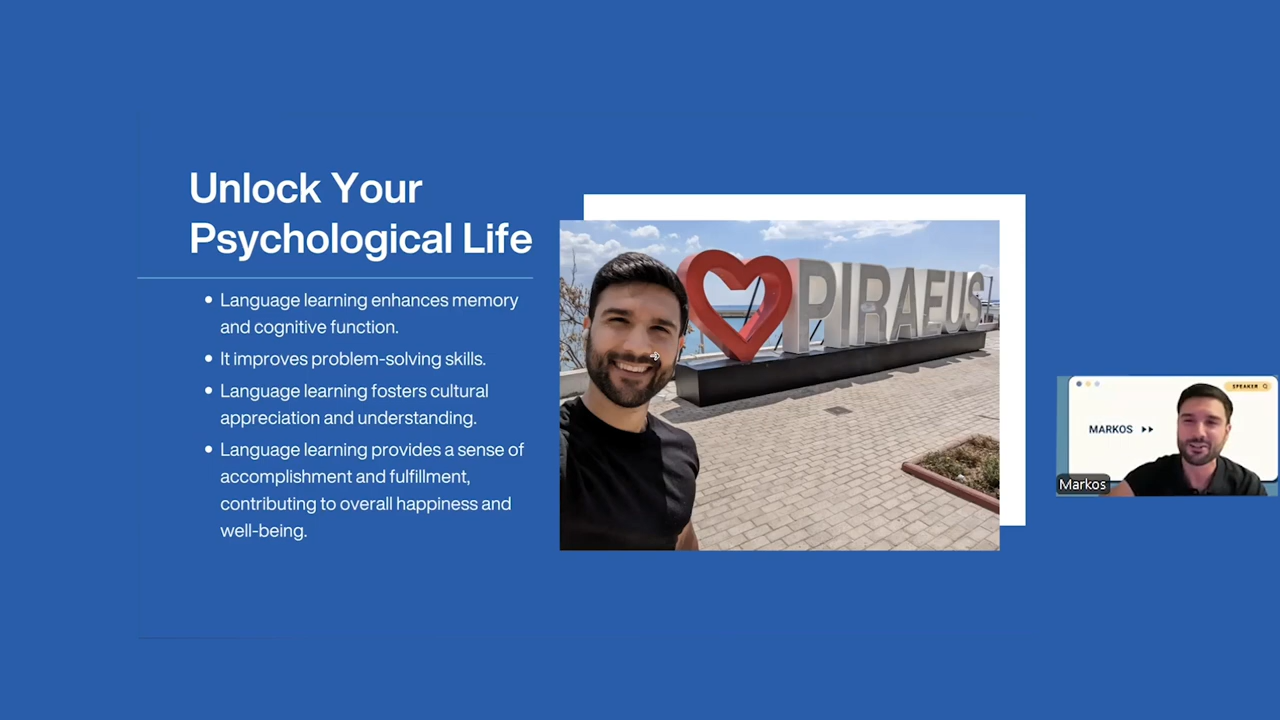 Unlock Your
Psychological Life
Language learning enhances memory
and cognitive function.
It improves problem-solving skills.
Language learning fosters cultural
appreciation and understanding.
Language learning provides a sense of
accomplishment and fulfillment,
contributing to overall happiness and
well-being.
PIRAEUS
SPEAKER
MARKOS
Markos